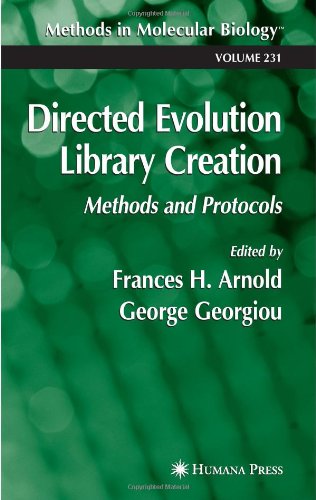 Methods in Molecular Biology™
VOLUME 231
Directed Evolution
Library Creation
Methods and Protocols
Edited by
Frances H. Arnold
George Georgiou
HUMANA PRESS